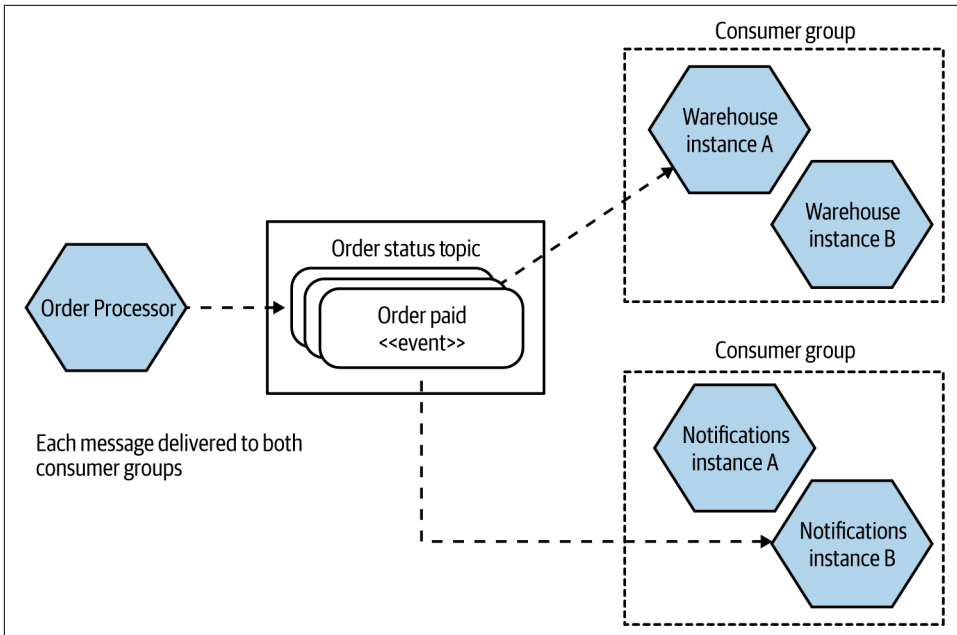 Consumer group
Warehouse
instance A
Warehouse
instance B
Order status topic
Order Processor
Order paid
<<event>>
Consumer group
Each message delivered to both
consumer groups
Notifications
instance A
Notifications
instance B